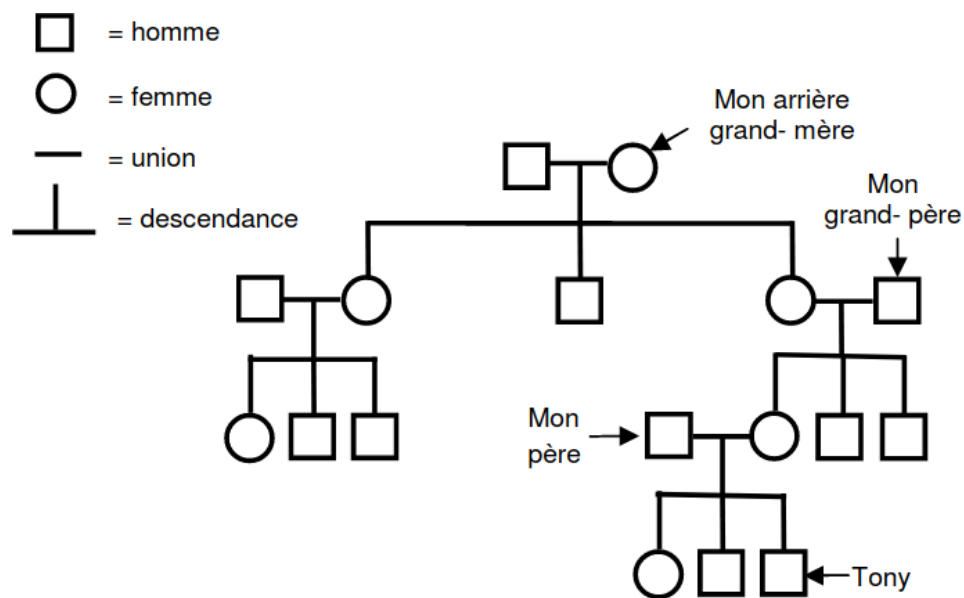 = homme
= femme
= union
= descendance
Mon arrière
grand- mère
Mon
grand- père
Mon
père
Tony